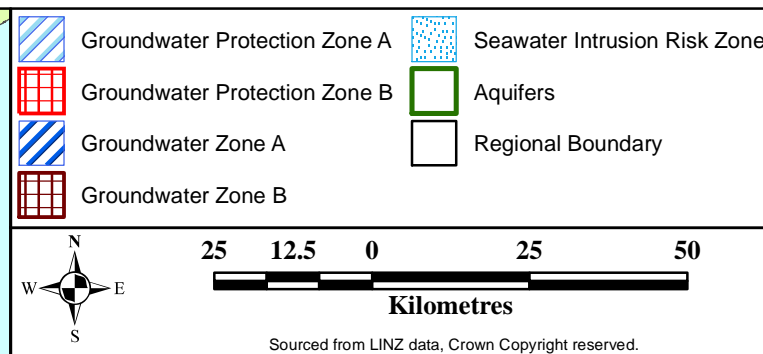 Groundwater Protection Zone A
Groundwater Protection Zone B
Groundwater Zone A
Groundwater Zone B
Seawater Intrusion Risk Zone
Aquifers
Regional Boundary
N
W E
S
25 12.5 0 25 50
Kilometres
Sourced from LINZ data, Crown Copyright reserved.